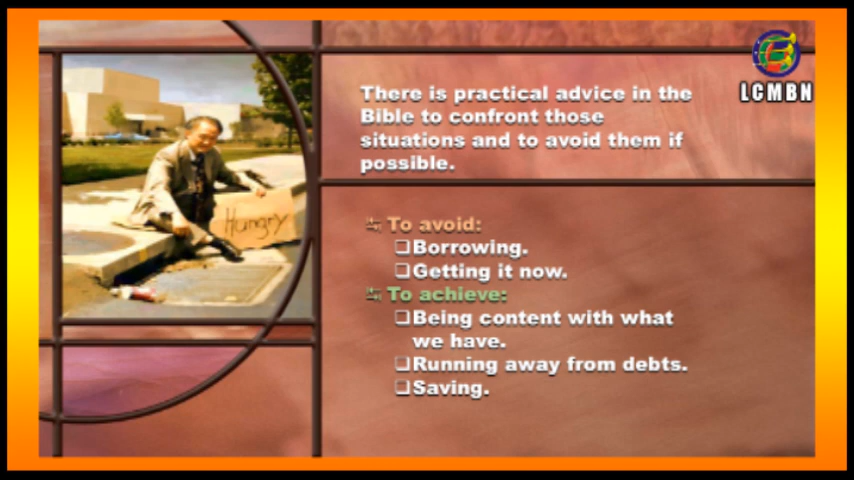 LCMBN
There is practical advice in the
Bible to confront those
situations and to avoid them if
possible.
Hungry
To avoid:
❑Borrowing.
❑Getting it now.
To achieve:
❑Being content with what
we have.
❑Running away from debts.
❑Saving.